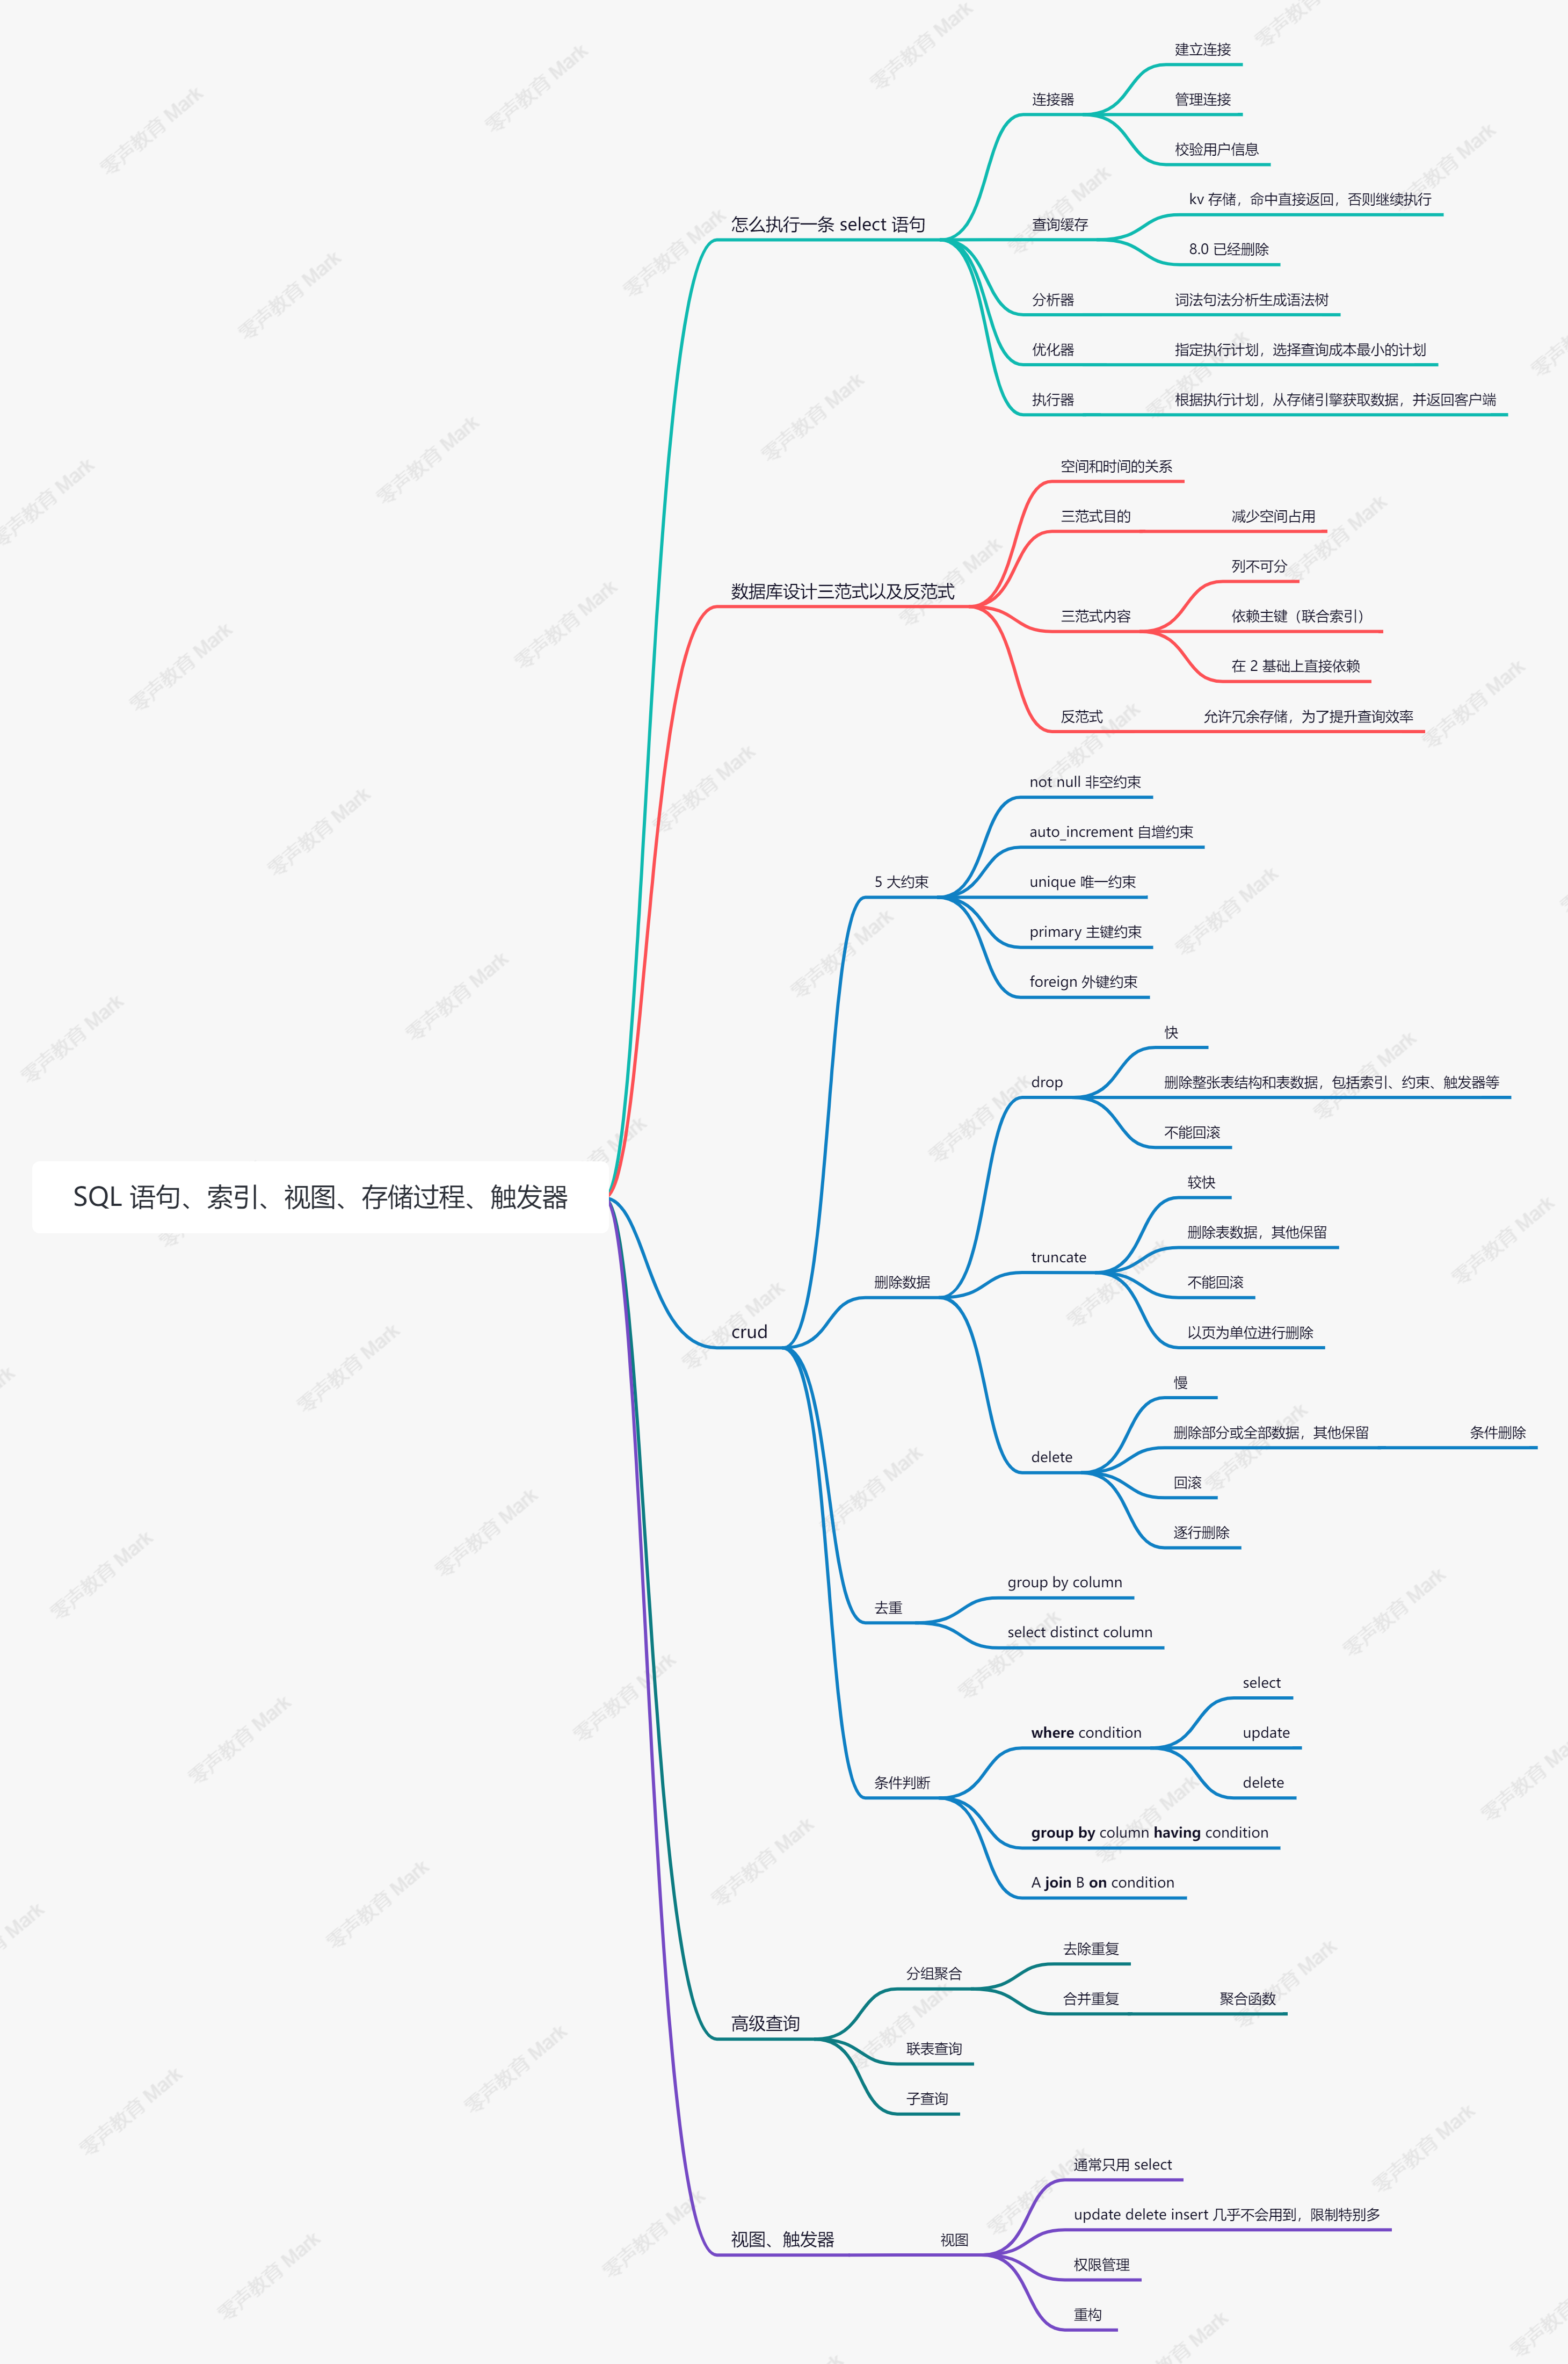 SQL 语句、索引、视图、存储过程、触发器
怎么执行一条 select 语句
连接器
建立连接
管理连接
校验用户信息
查询缓存
kv 存储，命中直接返回，否则继续执行
8.0 已经删除
分析器
词法句法分析生成语法树
优化器
指定执行计划，选择查询成本最小的计划
执行器
根据执行计划，从存储引擎获取数据，并返回客户端
数据库设计三范式以及反范式
空间和时间的关系
三范式目的
减少空间占用
三范式内容
列不可分
依赖主键（联合索引）
在 2 基础上直接依赖
反范式
允许冗余存储，为了提升查询效率
crud
5 大约束
not null 非空约束
auto_increment 自增约束
unique 唯一约束
primary 主键约束
foreign 外键约束
删除数据
drop
快
删除整张表结构和表数据，包括索引、约束、触发器等
不能回滚
truncate
较快
删除表数据，其他保留
不能回滚
以页为单位进行删除
delete
慢
删除部分或全部数据，其他保留
条件删除
回滚
逐行删除
去重
group by column
select distinct column
条件判断
where condition
select
update
delete
group by column having condition
A join B on condition
高级查询
分组聚合
去除重复
合并重复
聚合函数
联表查询
子查询
视图、触发器
视图
通常只用 select
update delete insert 几乎不会用到，限制特别多
权限管理
重构
零声教育 Mark